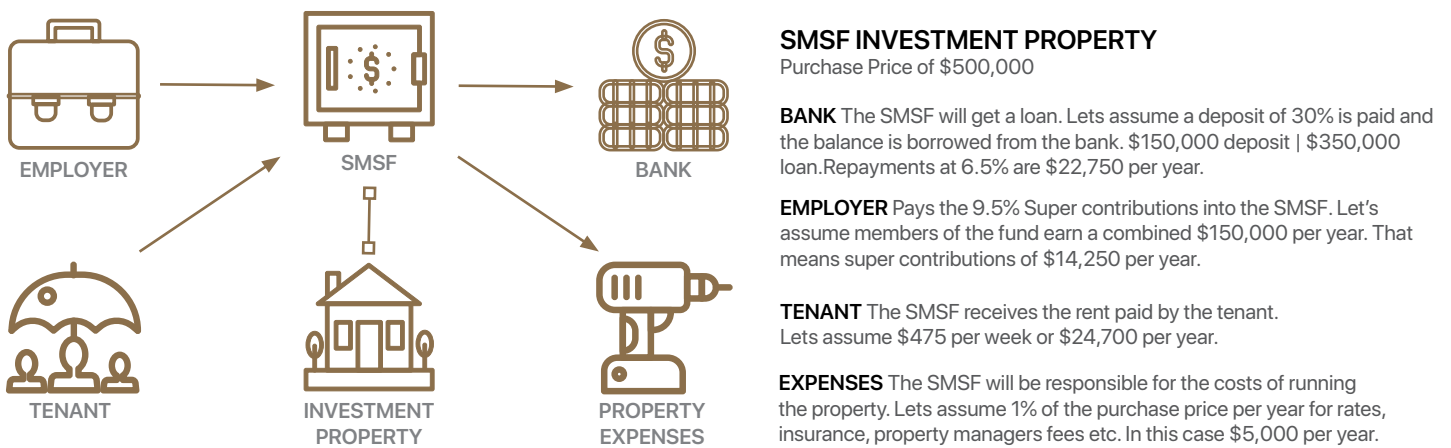 EMPLOYER
SMSF
BANK
TENANT
INVESTMENT
PROPERTY
PROPERTY
EXPENSES
$
$
SMSF INVESTMENT PROPERTY
Purchase Price of $500,000
BANK The SMSF will get a loan. Lets assume a deposit of 30% is paid and
the balance is borrowed from the bank. $150,000 deposit | $350,000
loan.Repayments at 6.5% are $22,750 per year.
EMPLOYER Pays the 9.5% Super contributions into the SMSF. Let's
assume members of the fund earn a combined $150,000 per year. That
means super contributions of $14,250 per year.
TENANT The SMSF receives the rent paid by the tenant.
Lets assume $475 per week or $24,700 per year.
EXPENSES The SMSF will be responsible for the costs of running
the property. Lets assume 1% of the purchase price per year for rates,
insurance, property managers fees etc. In this case $5,000 per year.